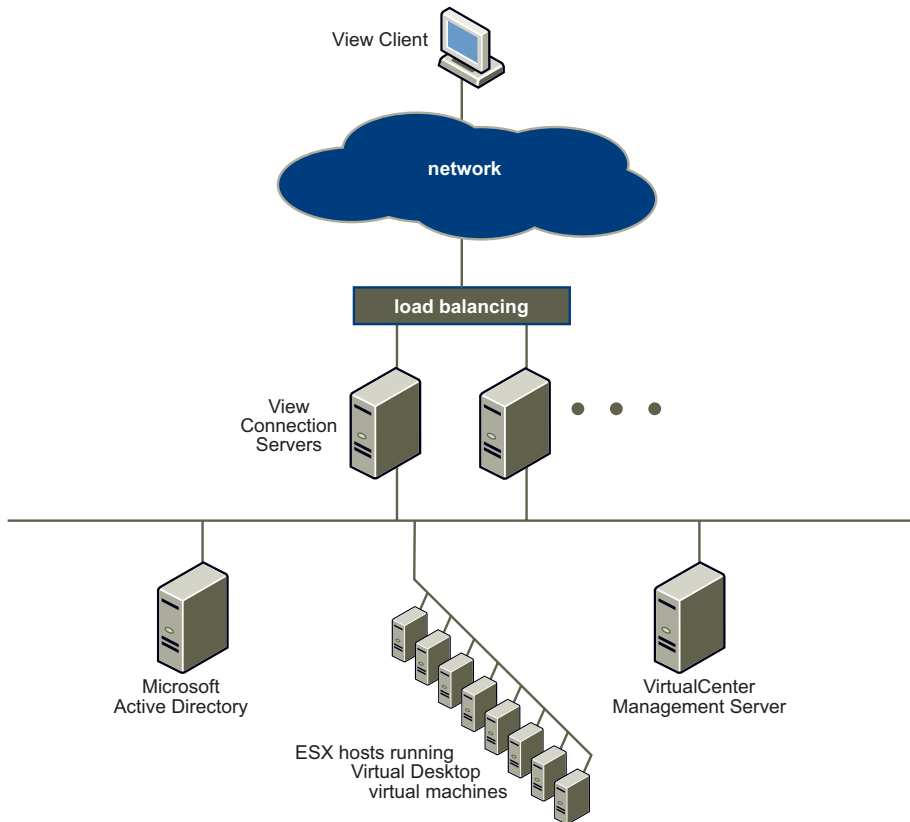 View Client
network
load balancing
View
Connection
Servers
Microsoft
Active Directory
VirtualCenter
Management Server
ESX hosts running
Virtual Desktop
virtual machines